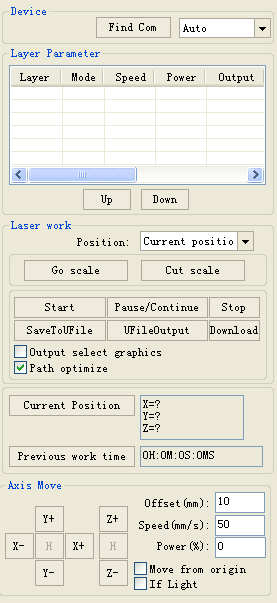 Device
Find Com Auto
Layer Parameter
Layer Mode Speed Power Output
Up Down
Laser work
Position: Current positio
Go scale Cut scale
Start Pause/Continue Stop
SaveToUFile UFileOutput Download
Output select graphics
Path optimize
Current Position X=?
Y=?
Z=?
Previous work time 0H:0M:0S:0MS
Axis Move
Offset(mm): 10
Y+ Z+
Speed(mm/s): 50
X- H X+ H
Power(%): 0
Y- Z-
Move from origin
If Light